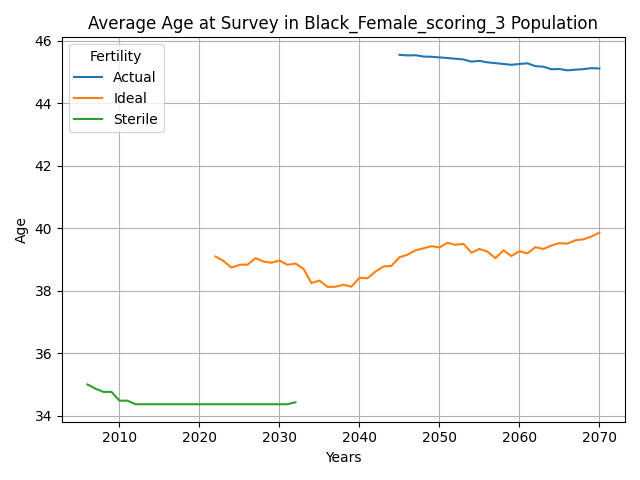 Average Age at Survey in Black_Female_scoring_3 Population
Fertility
Actual
Ideal
Sterile
46
44
42
40
38
36
34
Age
2010 2020 2030 2040 2050 2060 2070
Years